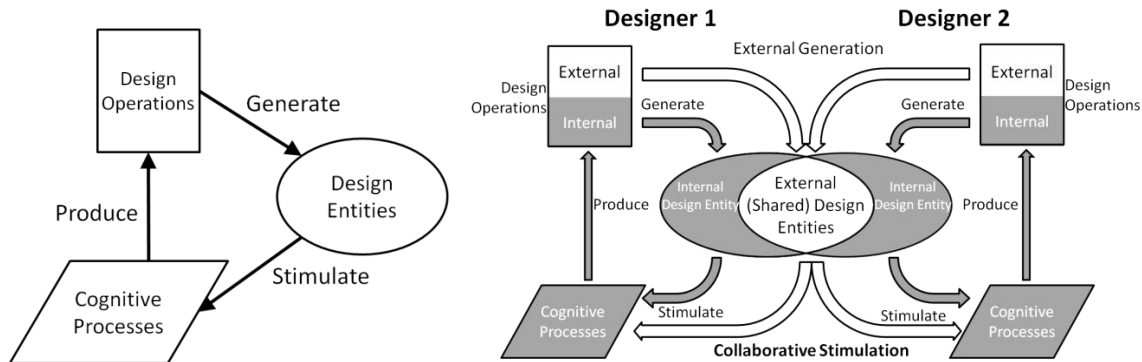 Design
Operations
Generate
Design
Entities
Produce
Stimulate
Cognitive
Processes
Designer 1
Designer 2
External Generation
External
Internal
Design
Operations
Generate
External
Internal
Design
Operations
Generate
Internal
Design Entity
External
(Shared) Design
Entities
Internal
Design Entity
Produce
Produce
Cognitive
Processes
Stimulate
Stimulate
Cognitive
Processes
Collaborative Stimulation